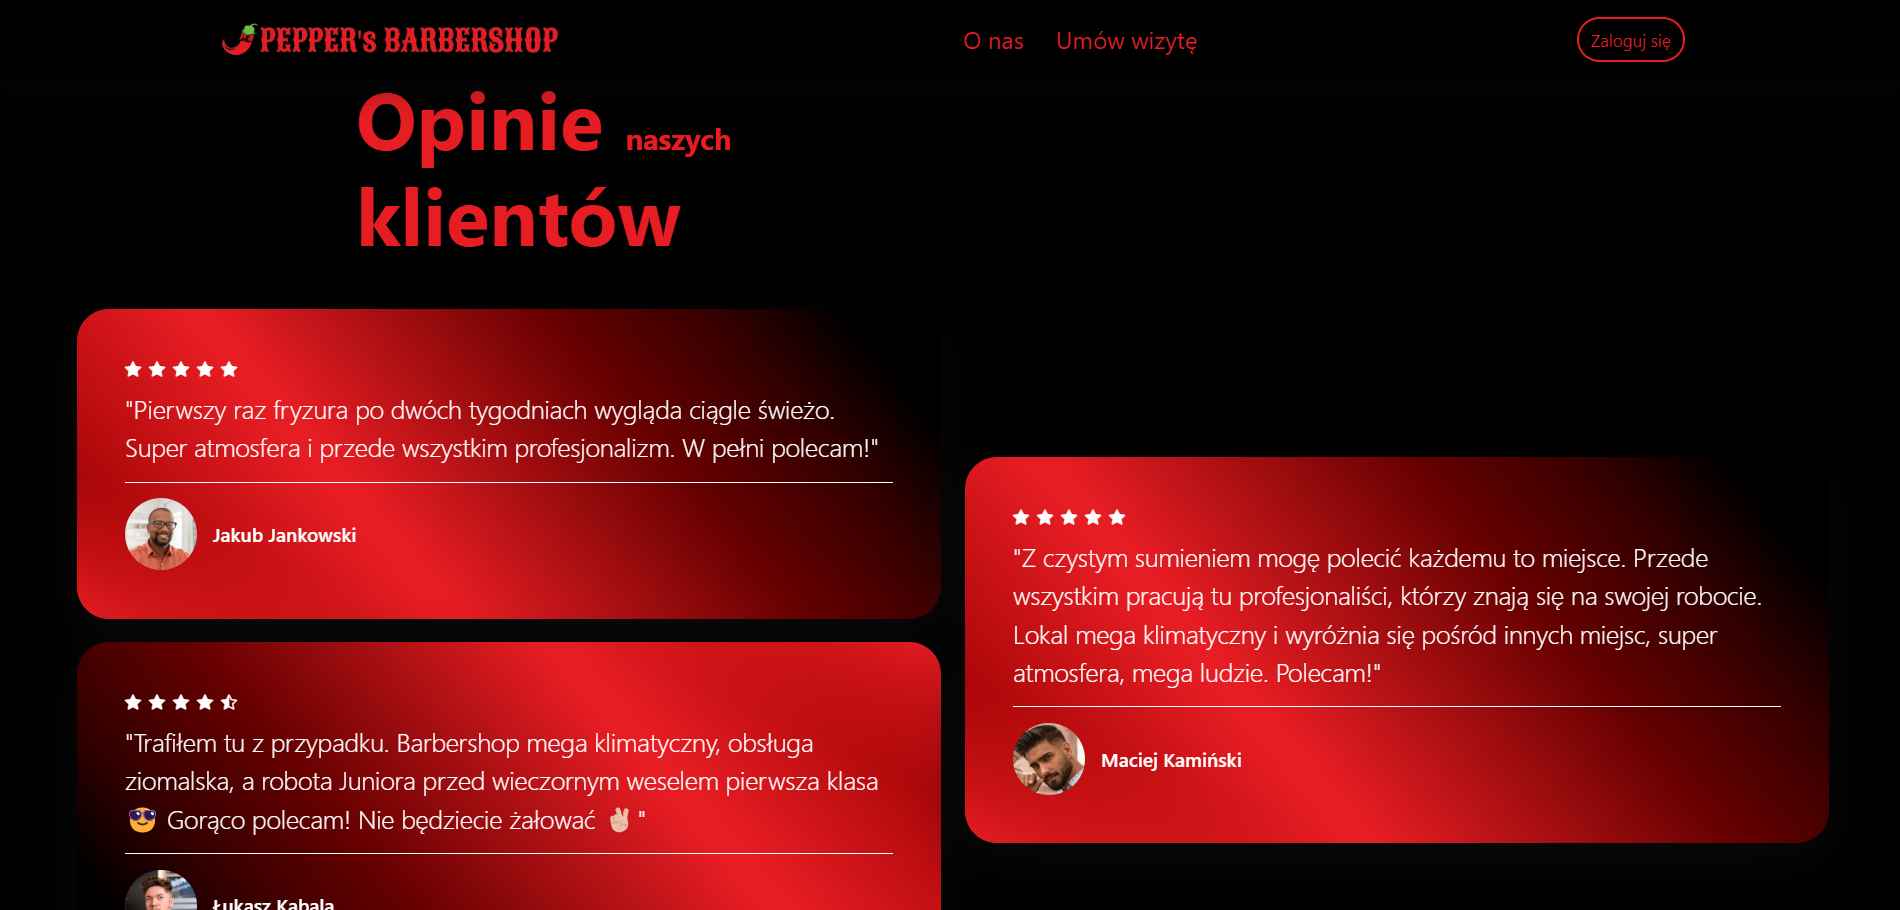 PEPPER's BARBERSHOP
O nas
Umów wizytę
Zaloguj się
Opinie naszych
klientów
"Pierwszy raz fryzura po dwóch tygodniach wygląda ciągle świeżo.
Super atmosfera i przede wszystkim profesjonalizm. W pełni polecam!"
Jakub Jankowski
"Trafiłem tu z przypadku. Barbershop mega klimatyczny, obsługa
ziomalska, a robota Juniora przed wieczornym weselem pierwsza klasa
😎 Gorąco polecam! Nie będziecie żałować ✌🏻"
Łukasz Kabala
"Z czystym sumieniem mogę polecić każdemu to miejsce. Przede
wszystkim pracują tu profesjonaliści, którzy znają się na swojej robocie.
Lokal mega klimatyczny i wyróżnia się pośród innych miejsc, super
atmosfera, mega ludzie. Polecam!"
Maciej Kamiński